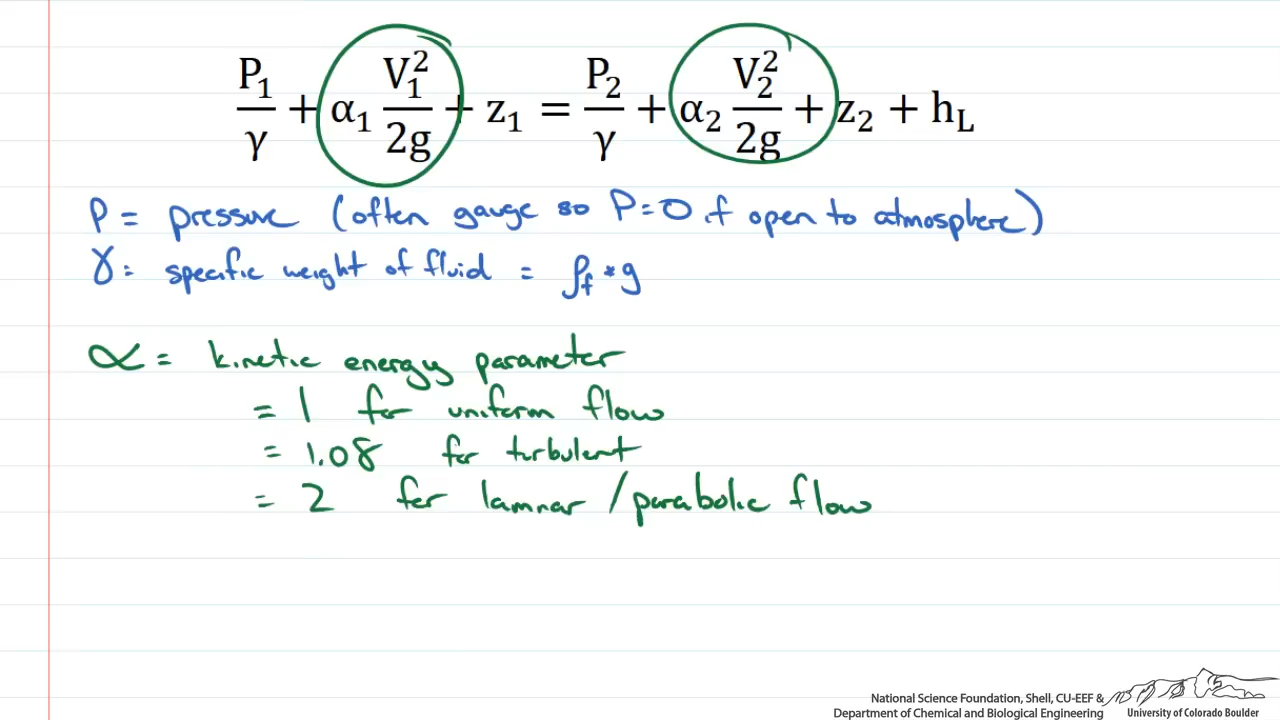 P₁/γ + α₁ V₁²/2g + z₁ = P₂/γ + α₂ V₂²/2g + z₂ + h_L
P = pressure (often gauge so P=0 if open to atmosphere)
γ = specific weight of fluid = ρf * g
α = kinetic energy parameter
= 1 for uniform flow
= 1.08 for turbulent
= 2 for lamnar / parabolic flow
National Science Foundation, Shell, CU-EEF &
Department of Chemical and Biological Engineering
University of Colorado Boulder